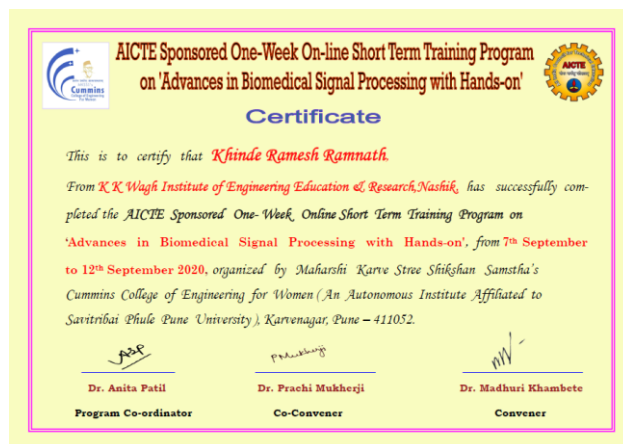 AICTE Sponsored One-Week On-line Short Term Training Program
on 'Advances in Biomedical Signal Processing with Hands-on'
Cummins
AICTE
Certificate
This is to certify that Khinde Ramesh Ramnath.
From K K Wagh Institute of Engineering Education & Research,Nashik, has successfully com-
pleted the AICTE Sponsored One- Week Online Short Term Training Program on
‘Advances in Biomedical Signal Processing with Hands-on’, from 7th September
to 12th September 2020, organized by Maharshi Karve Stree Shikshan Samstha’s
Cummins College of Engineering for Women ( An Autonomous Institute Affiliated to
Savitribai Phule Pune University ), Karvenagar, Pune – 411052.
PMukherji
Dr. Anita Patil Dr. Prachi Mukherji Dr. Madhuri Khambete
Program Co-ordinator Co-Convener Convener